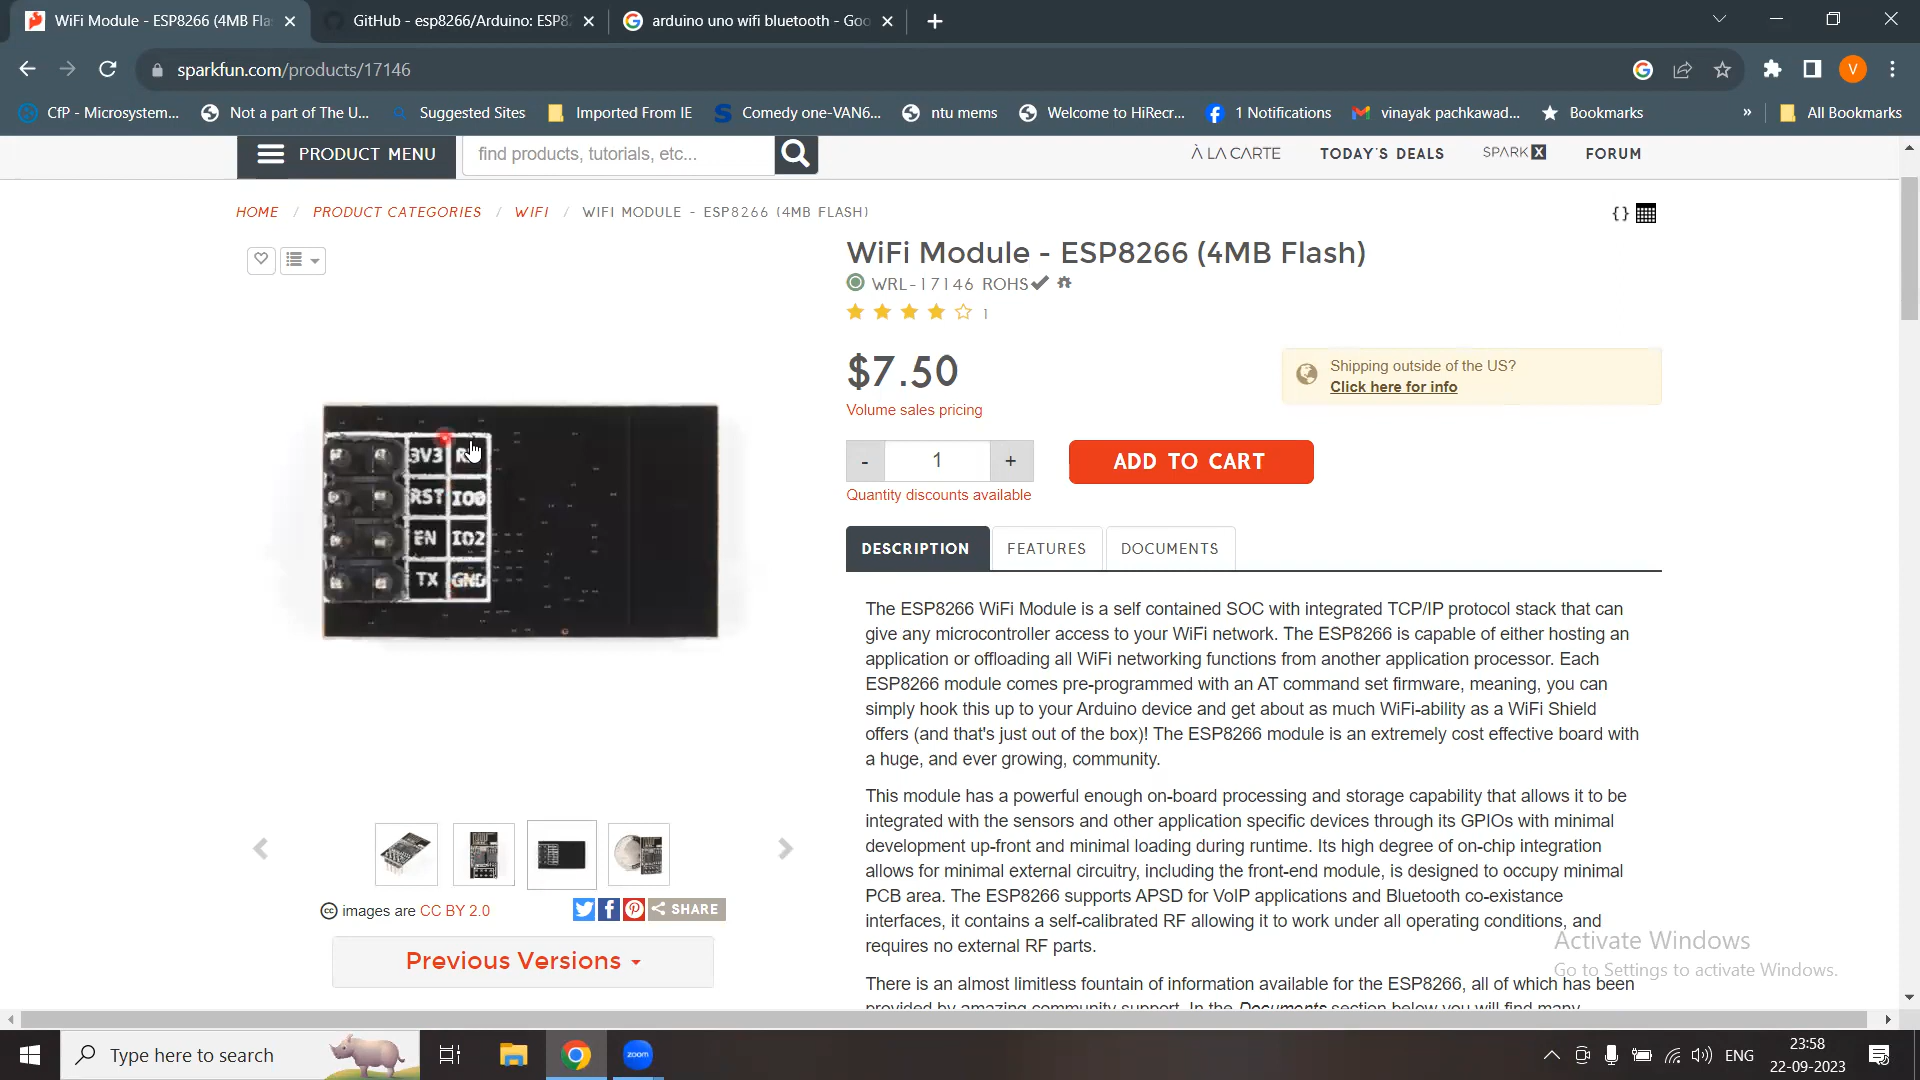 WiFi Module - ESP8266 (4MB Fla
GitHub - esp8266/Arduino: ESP8
arduino uno wifi bluetooth - Goo
sparkfun.com/products/17146
V
CfP - Microsystem...
Not a part of The U...
Suggested Sites
Imported From IE
Comedy one-VAN6...
ntu mems
Welcome to HiRecr...
1 Notifications
vinayak pachkawad...
Bookmarks
»
All Bookmarks
PRODUCT MENU
find products, tutorials, etc...
À LA CARTE
TODAY'S DEALS
SPARK X
FORUM
HOME / PRODUCT CATEGORIES / WIFI / WIFI MODULE - ESP8266 (4MB FLASH)
{}
WiFi Module - ESP8266 (4MB Flash)
WRL-17146 ROHS
1
$7.50
Volume sales pricing
Shipping outside of the US?
Click here for info
- 1 +
ADD TO CART
Quantity discounts available
3V3
RST IO0
EN IO2
TX GND
DESCRIPTION
FEATURES
DOCUMENTS
The ESP8266 WiFi Module is a self contained SOC with integrated TCP/IP protocol stack that can
give any microcontroller access to your WiFi network. The ESP8266 is capable of either hosting an
application or offloading all WiFi networking functions from another application processor. Each
ESP8266 module comes pre-programmed with an AT command set firmware, meaning, you can
simply hook this up to your Arduino device and get about as much WiFi-ability as a WiFi Shield
offers (and that's just out of the box)! The ESP8266 module is an extremely cost effective board with
a huge, and ever growing, community.
This module has a powerful enough on-board processing and storage capability that allows it to be
integrated with the sensors and other application specific devices through its GPIOs with minimal
development up-front and minimal loading during runtime. Its high degree of on-chip integration
allows for minimal external circuitry, including the front-end module, is designed to occupy minimal
PCB area. The ESP8266 supports APSD for VoIP applications and Bluetooth co-existance
interfaces, it contains a self-calibrated RF allowing it to work under all operating conditions, and
requires no external RF parts.
There is an almost limitless fountain of information available for the ESP8266, all of which has been
provided by amazing community support. In the Documents section below you will find many
cc images are CC BY 2.0
SHARE
Previous Versions
Activate Windows
Go to Settings to activate Windows.
Type here to search
zoom
ENG
23:58
22-09-2023